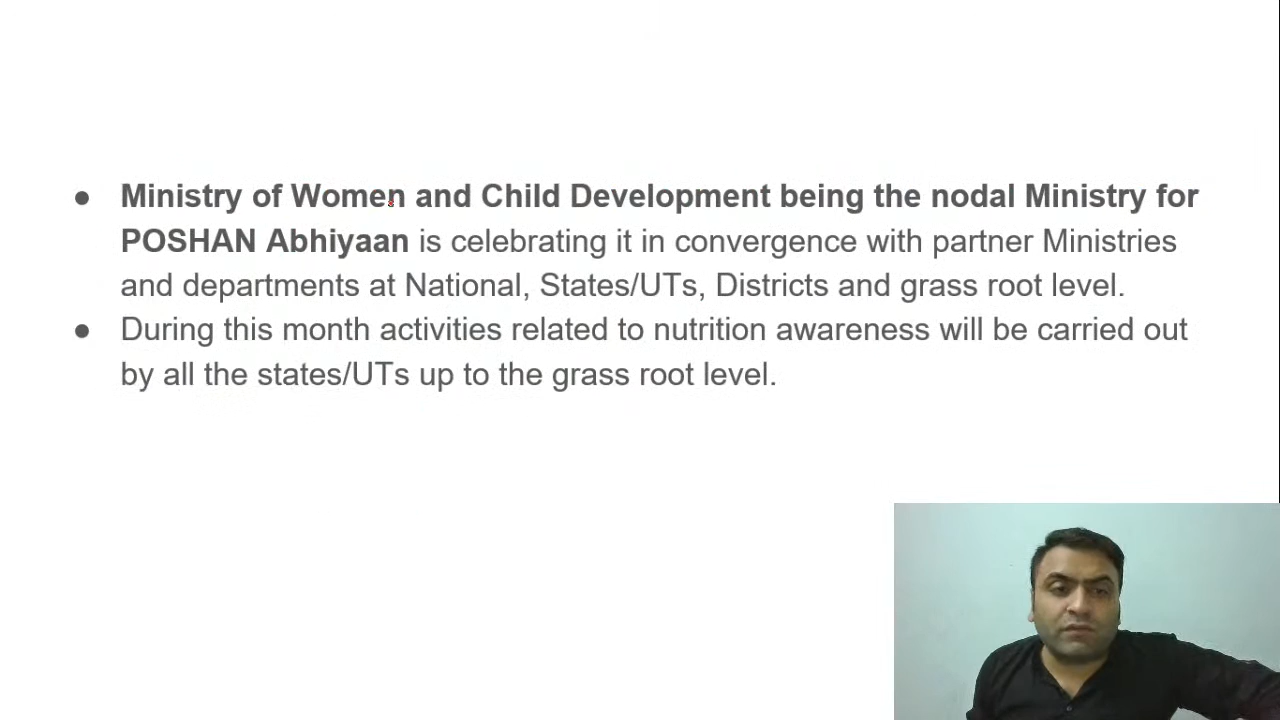 ● Ministry of Women and Child Development being the nodal Ministry for
POSHAN Abhiyaan is celebrating it in convergence with partner Ministries
and departments at National, States/UTs, Districts and grass root level.
● During this month activities related to nutrition awareness will be carried out
by all the states/UTs up to the grass root level.